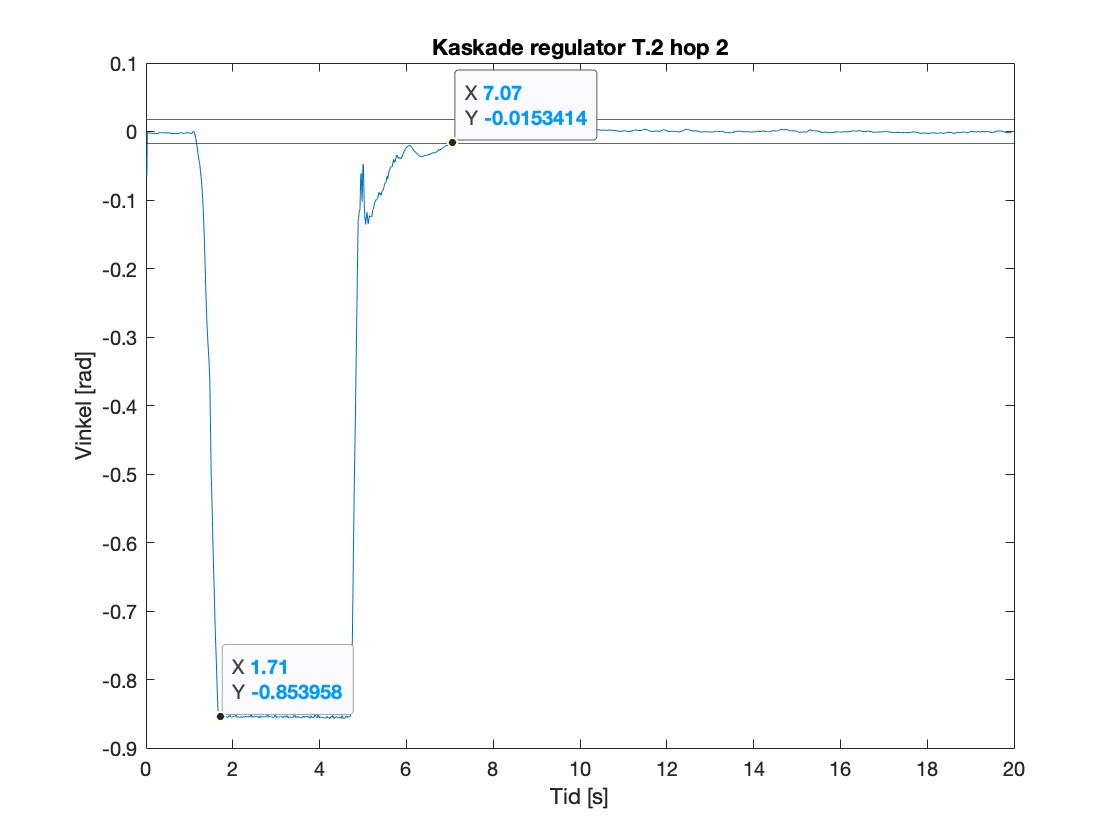 Kaskade regulator T.2 hop 2
0.1
X 7.07
Y -0.0153414
0
-0.1
-0.2
-0.3
Vinkel [rad]
-0.4
-0.5
-0.6
-0.7
X 1.71
Y -0.853958
-0.8
-0.9
0 2 4 6 8 10 12 14 16 18 20
Tid [s]